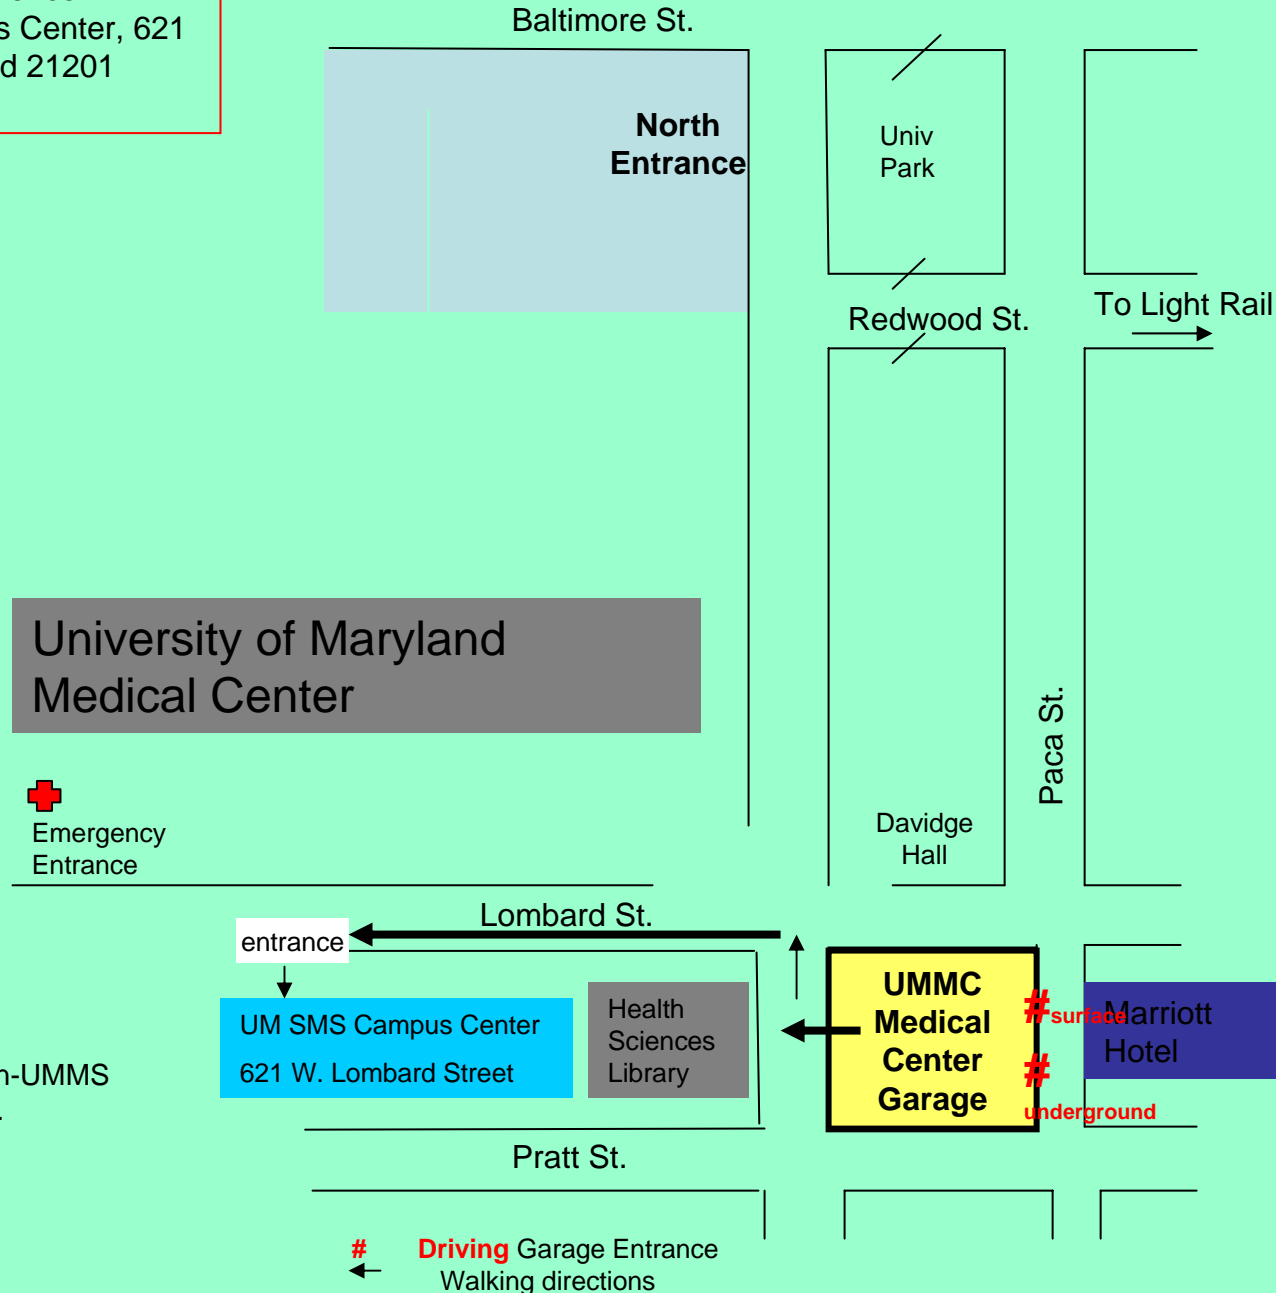 s Center, 621
d 21201
Baltimore St.
North
Entrance
Univ
Park
Redwood St.
To Light Rail
University of Maryland
Medical Center
Paca St.
Emergency
Entrance
Davidge
Hall
Lombard St.
entrance
UM SMS Campus Center
621 W. Lombard Street
Health
Sciences
Library
UMMC
Medical
Center
Garage
# surface
#
underground
Marriott
Hotel
n-UMMS
Pratt St.
# Driving Garage Entrance
Walking directions